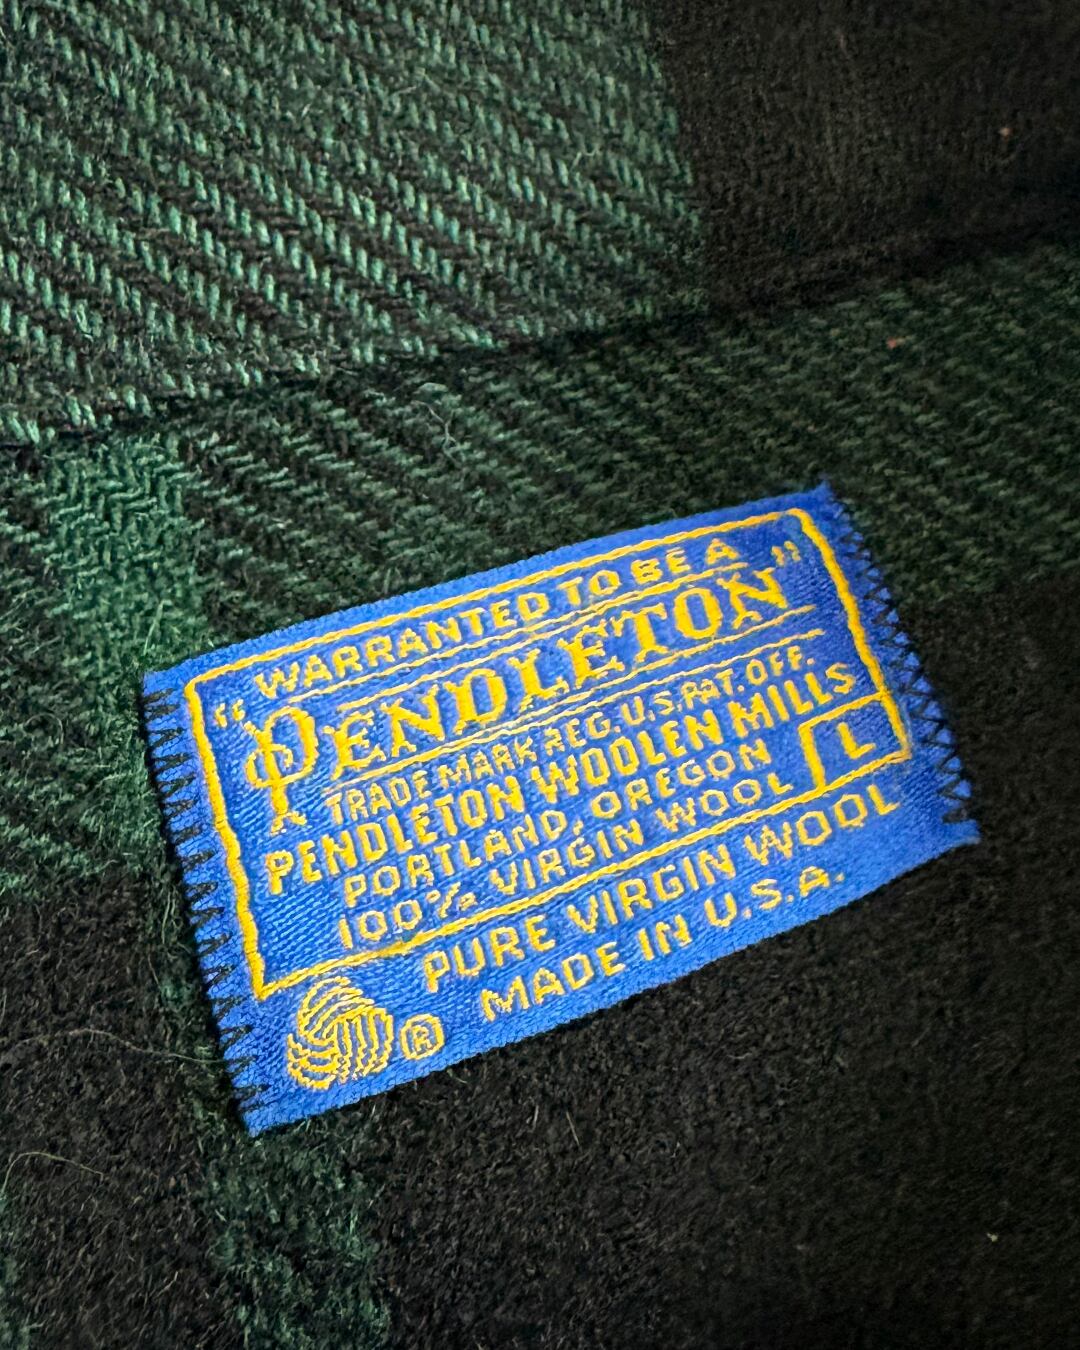 WARRANTED TO BE A
"PENDLETON"
TRADE MARK REG. U.S. PAT. OFF.
PENDLETON WOOLEN MILLS
PORTLAND, OREGON
100% VIRGIN WOOL
L
PURE VIRGIN WOOL
® MADE IN U.S.A.